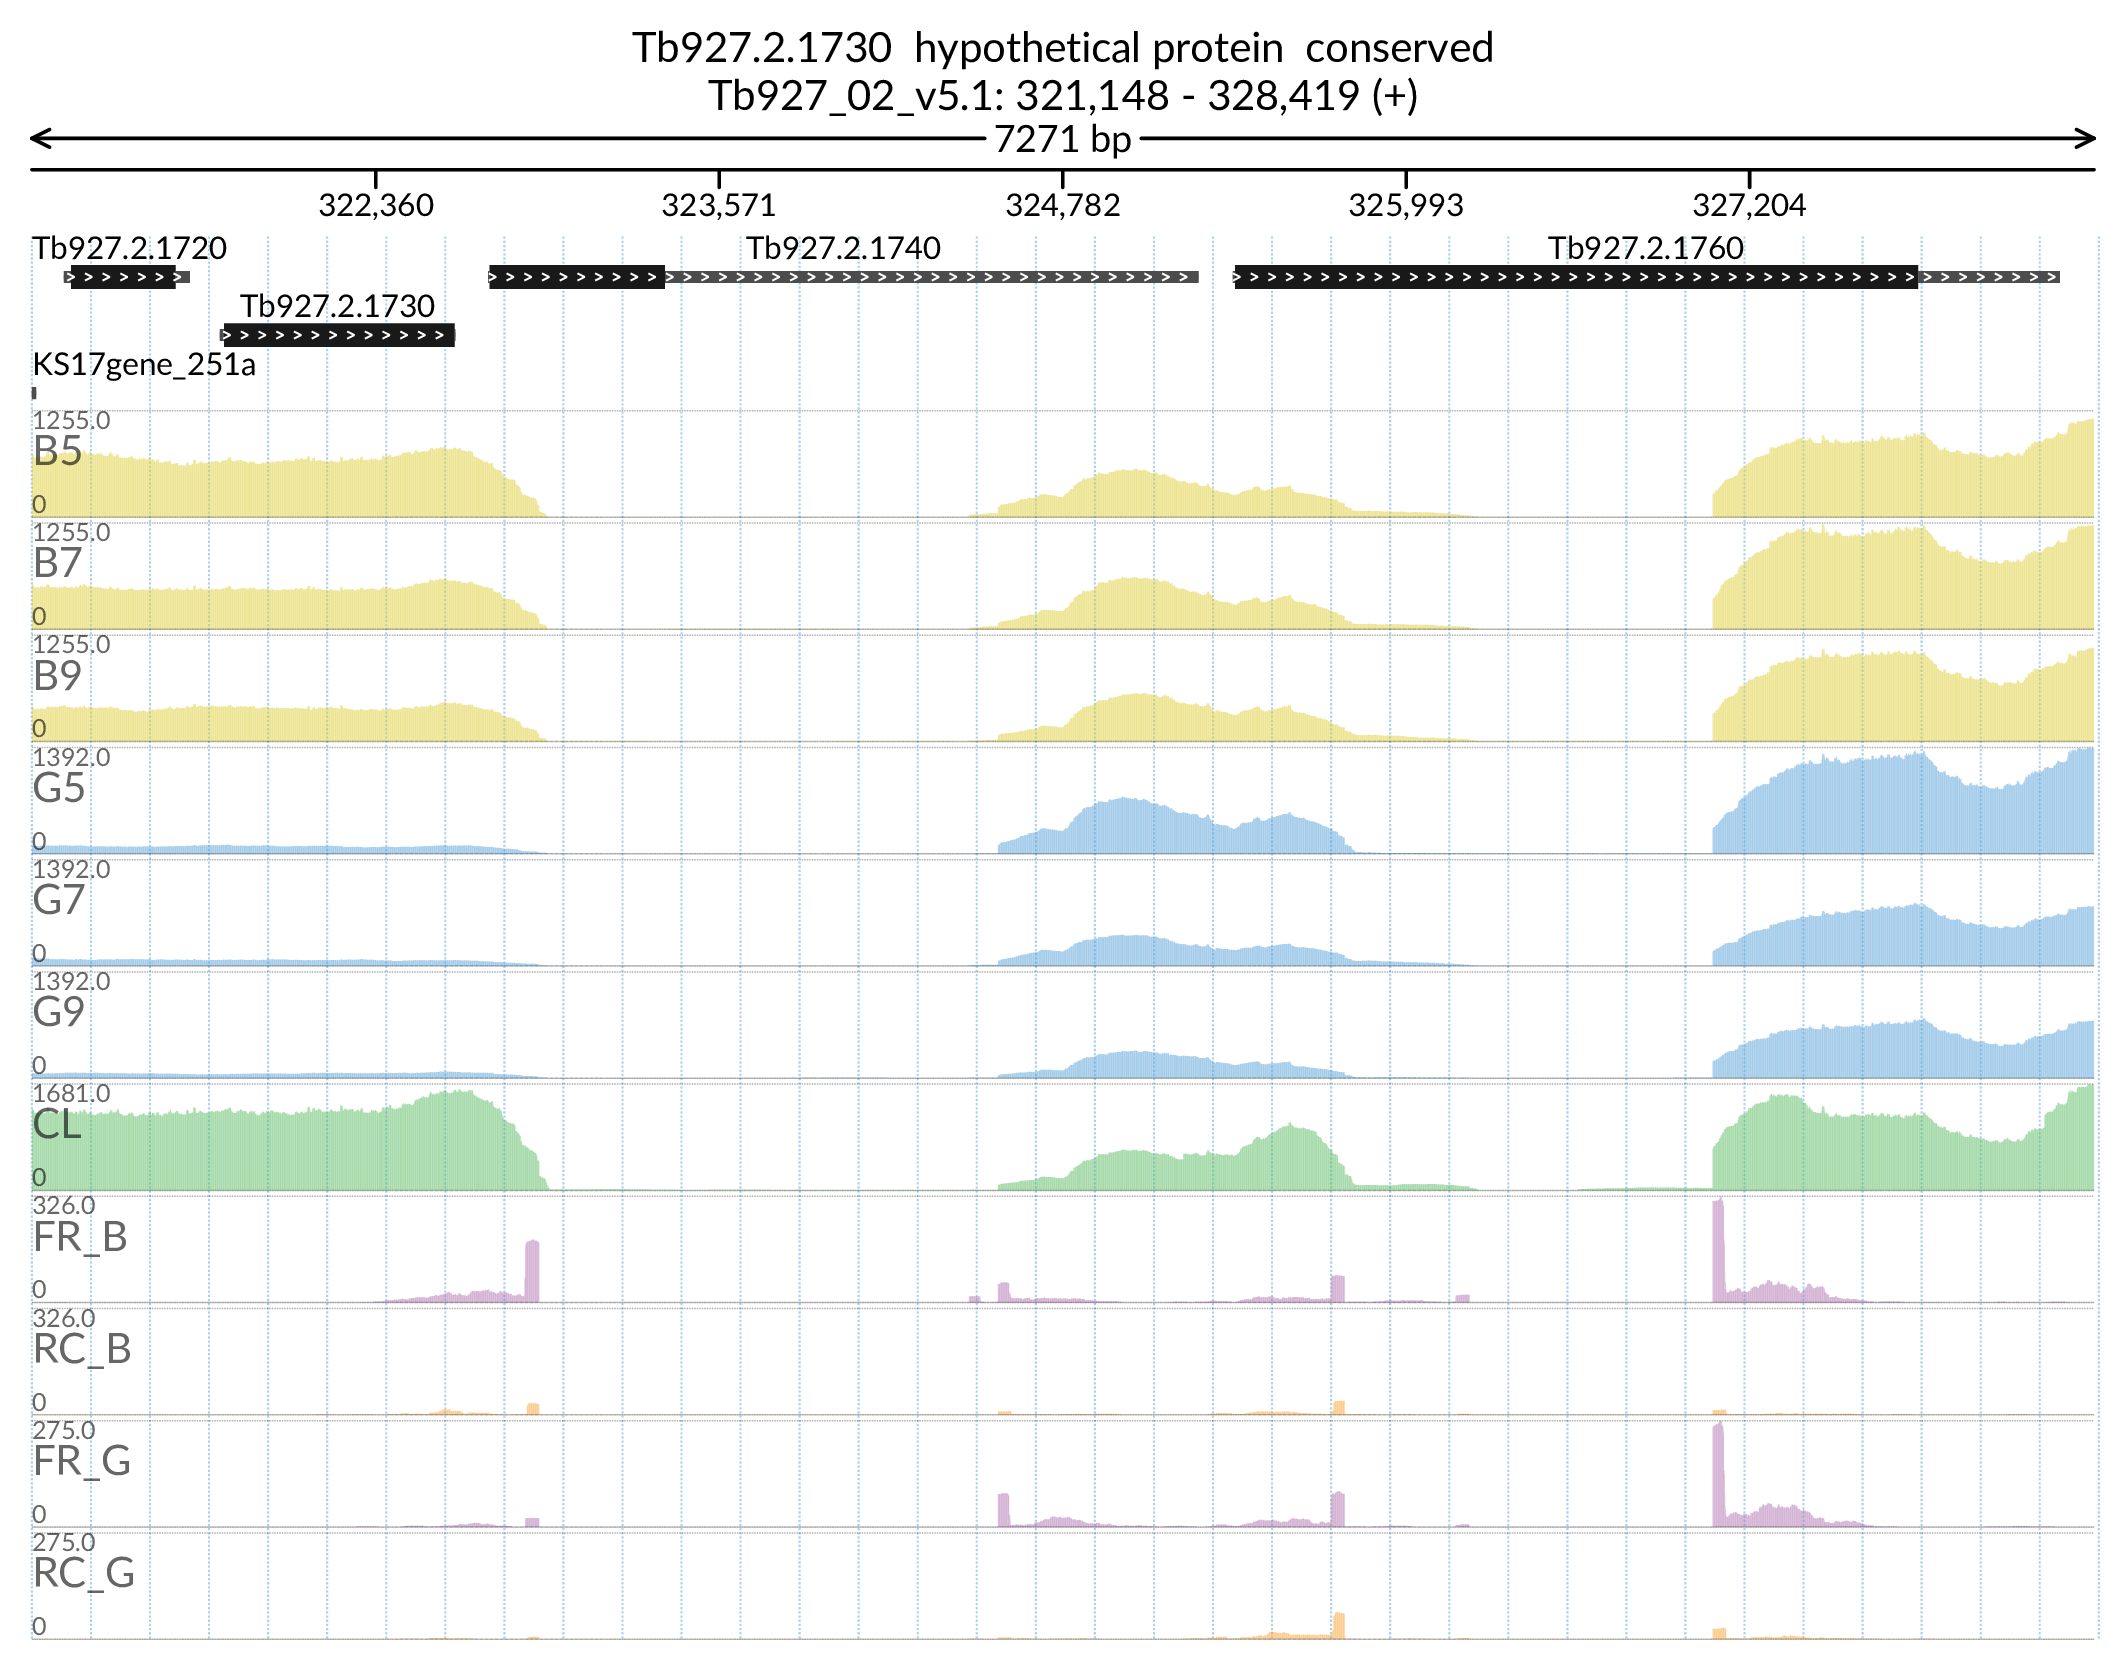 Tb927.2.1730  hypothetical protein  conserved
Tb927_02_v5.1: 321,148 - 328,419 (+)
7271 bp
322,360 323,571 324,782 325,993 327,204
Tb927.2.1720 Tb927.2.1740 Tb927.2.1760
Tb927.2.1730
KS17gene_251a
1255.0
B5
0
1255.0
B7
0
1255.0
B9
0
1392.0
G5
0
1392.0
G7
0
1392.0
G9
0
1681.0
CL
0
326.0
FR_B
0
326.0
RC_B
0
275.0
FR_G
0
275.0
RC_G
0